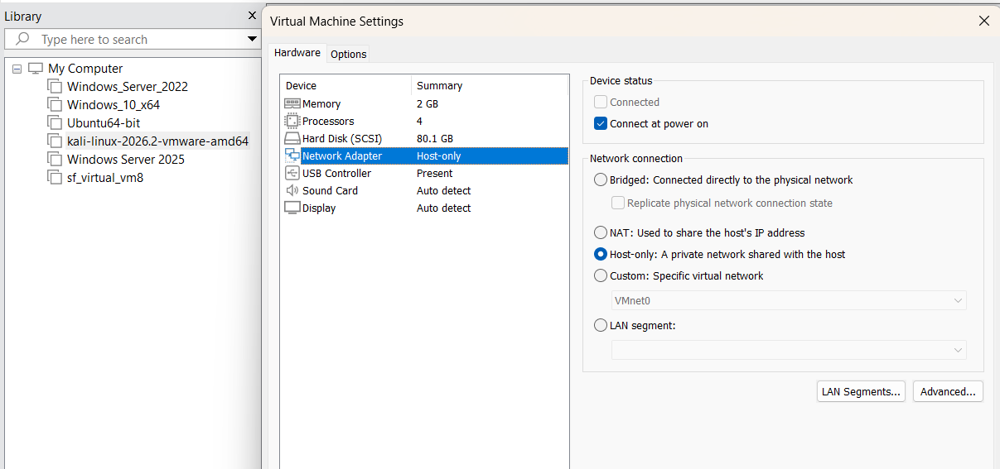 Library
Type here to search
My Computer
Windows_Server_2022
Windows_10_x64
Ubuntu64-bit
kali-linux-2026.2-vmware-amd64
Windows Server 2025
sf_virtual_vm8
Virtual Machine Settings
Hardware Options
Device Summary
Memory 2 GB
Processors 4
Hard Disk (SCSI) 80.1 GB
Network Adapter Host-only
USB Controller Present
Sound Card Auto detect
Display Auto detect
Device status
Connected
Connect at power on
Network connection
Bridged: Connected directly to the physical network
Replicate physical network connection state
NAT: Used to share the host's IP address
Host-only: A private network shared with the host
Custom: Specific virtual network
VMnet0
LAN segment:
LAN Segments... Advanced...